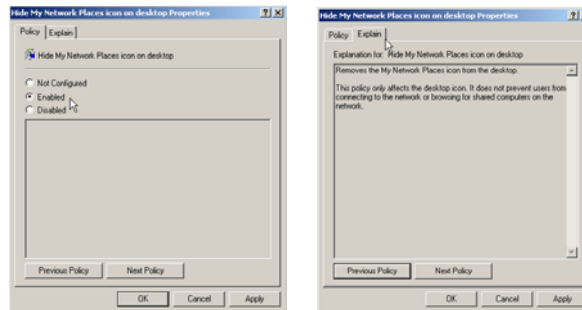 Hide My Network Places icon on desktop Properties
Policy
Explain
Hide My Network Places icon on desktop
Not Configured
Enabled
Disabled
Previous Policy
Next Policy
OK
Cancel
Apply
Hide My Network Places icon on desktop Properties
Policy
Explain
Explanation for: Hide My Network Places icon on desktop
Removes the My Network Places icon from the desktop.
This policy only affects the desktop icon. It does not prevent users from
connecting to the network or browsing for shared computers on the
network.
Previous Policy
Next Policy
OK
Cancel
Apply